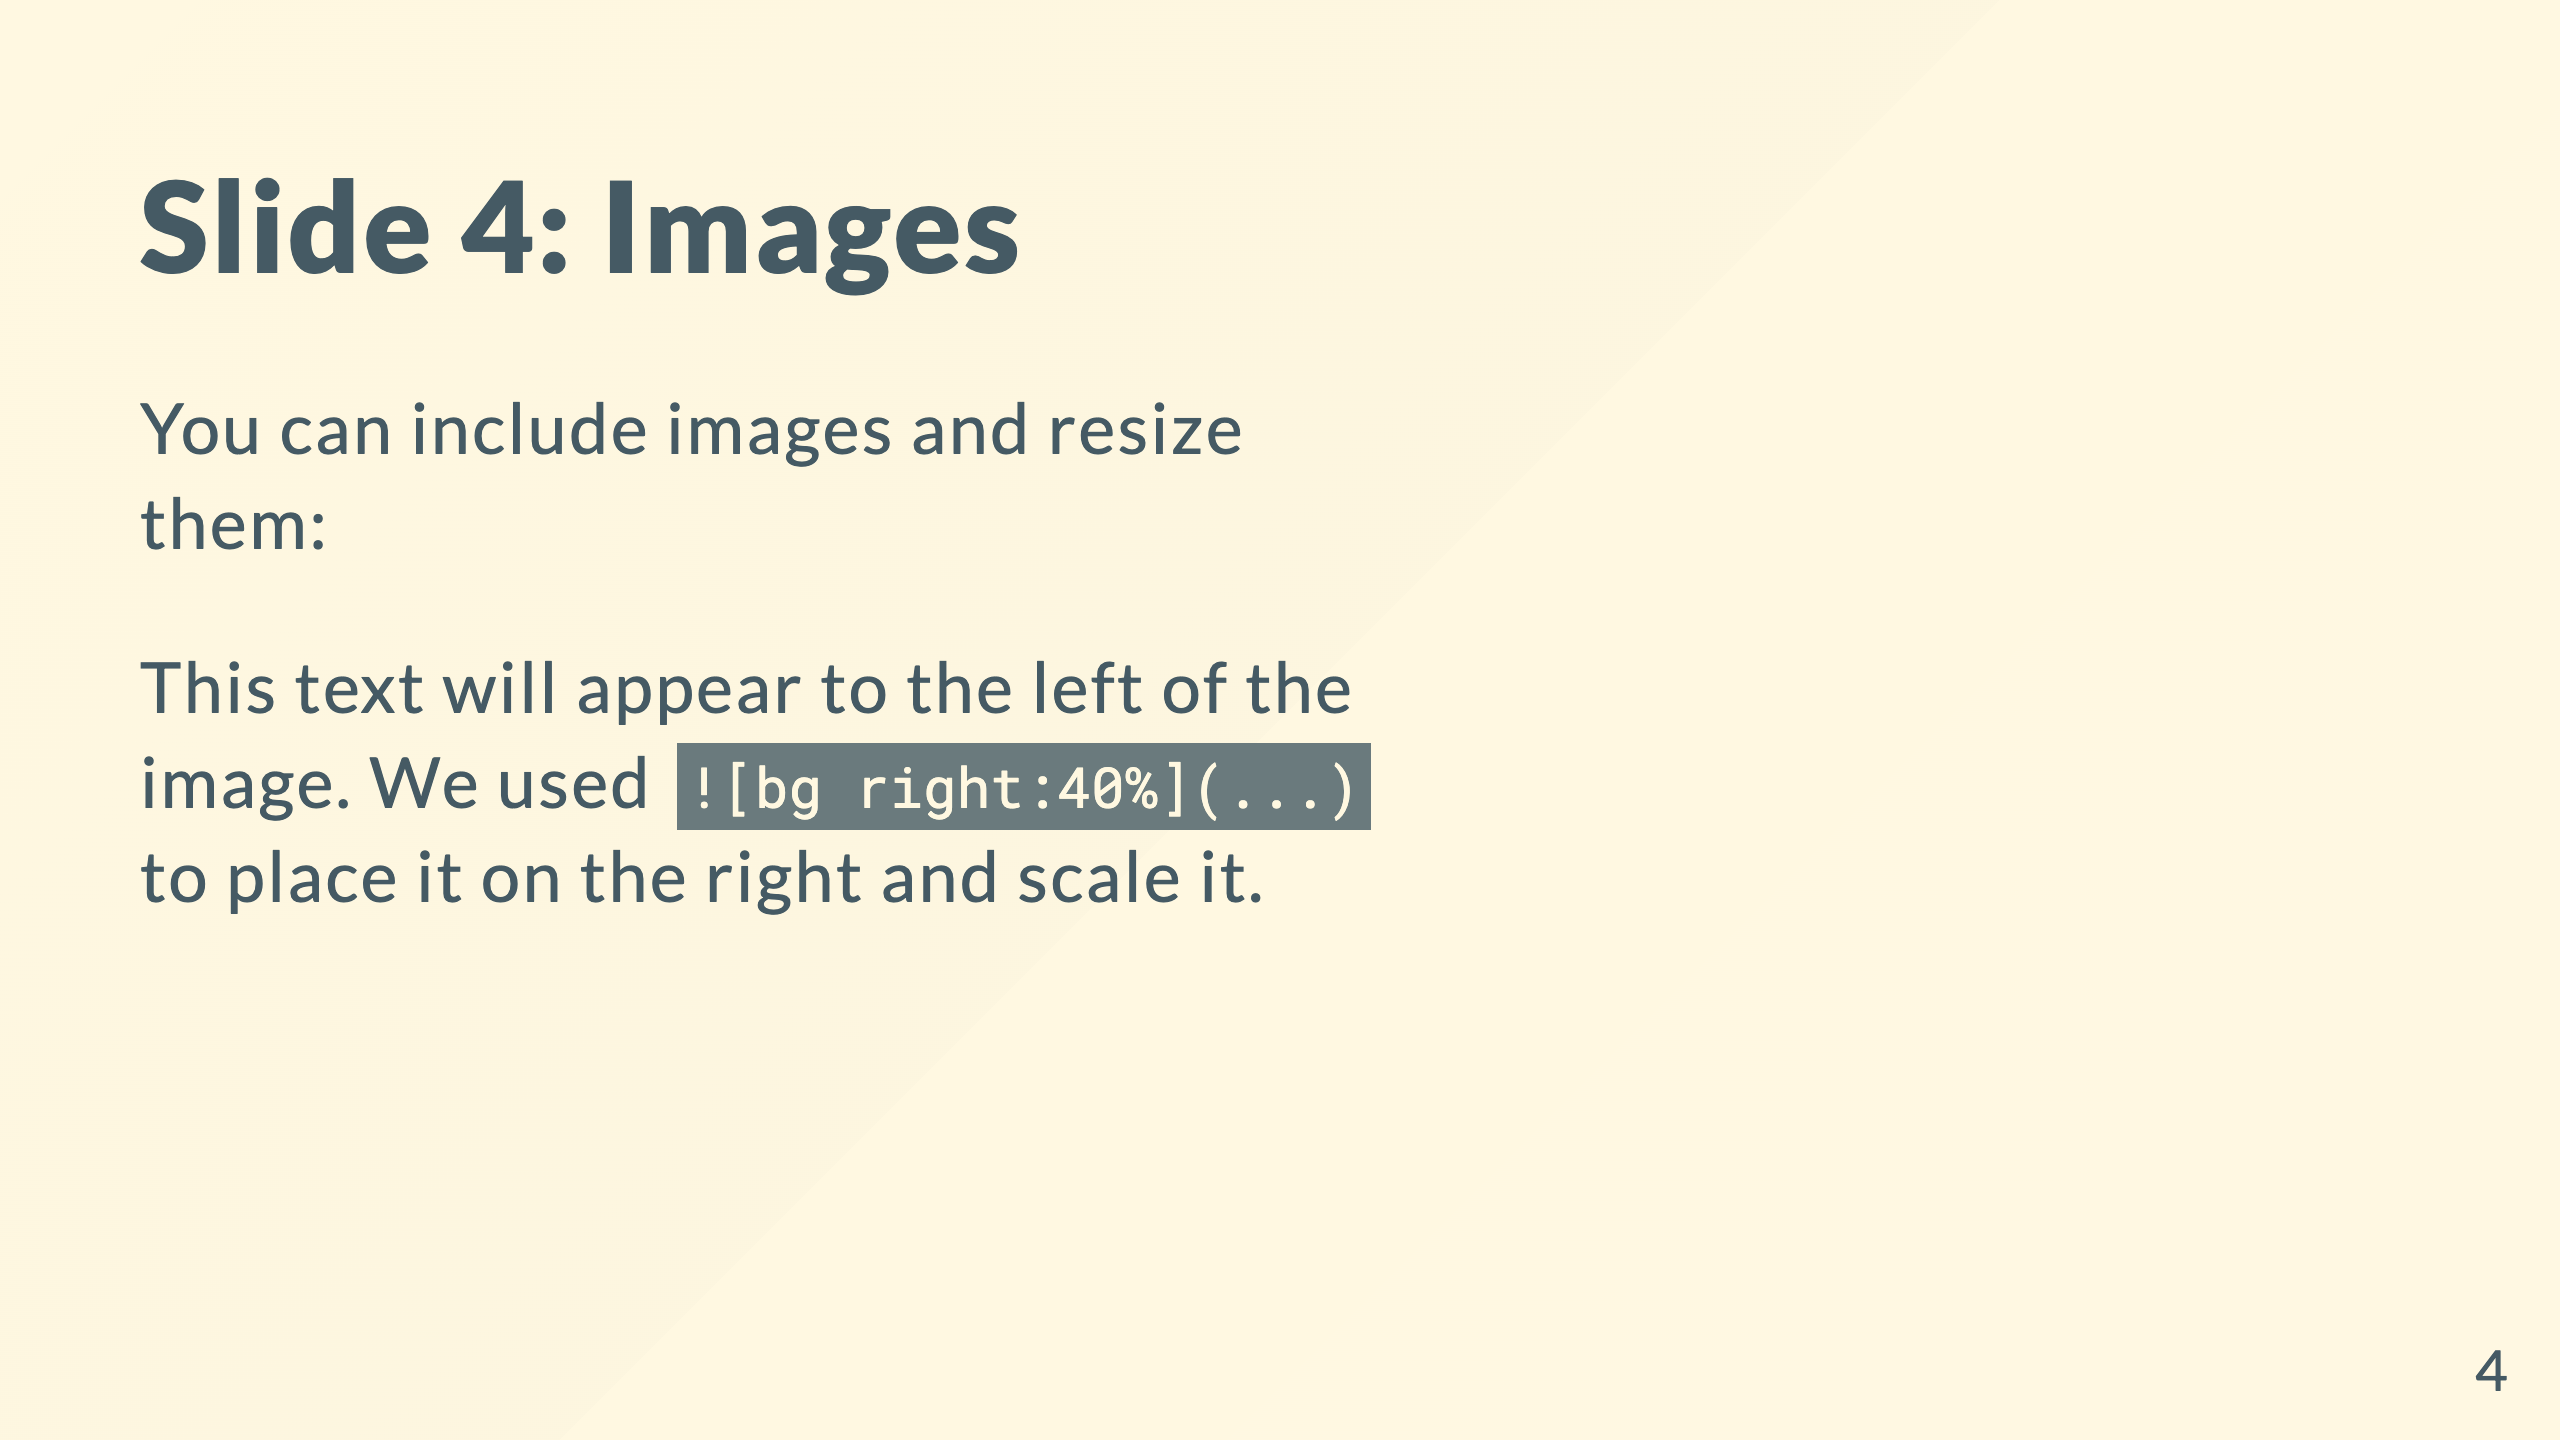 Slide 4: Images
You can include images and resize
them:
This text will appear to the left of the
image. We used ![bg right:40%](...)
to place it on the right and scale it.
4